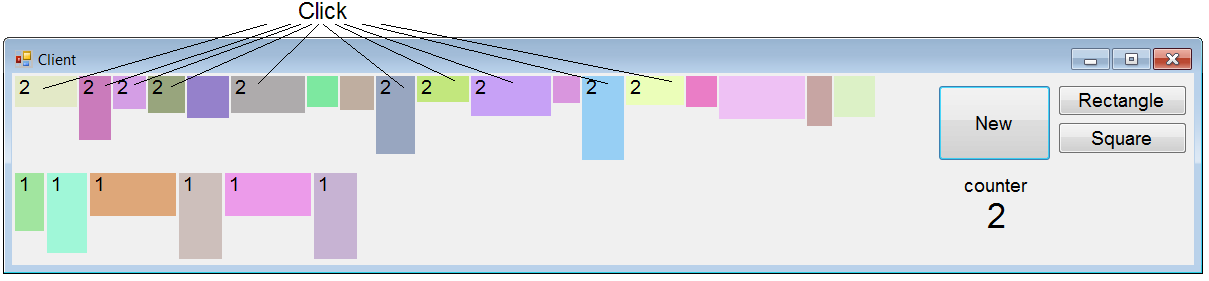 Click
Client
2 2 2 2 2 2 2 2 2 2
New
Rectangle
Square
1 1 1 1 1 1
counter
2